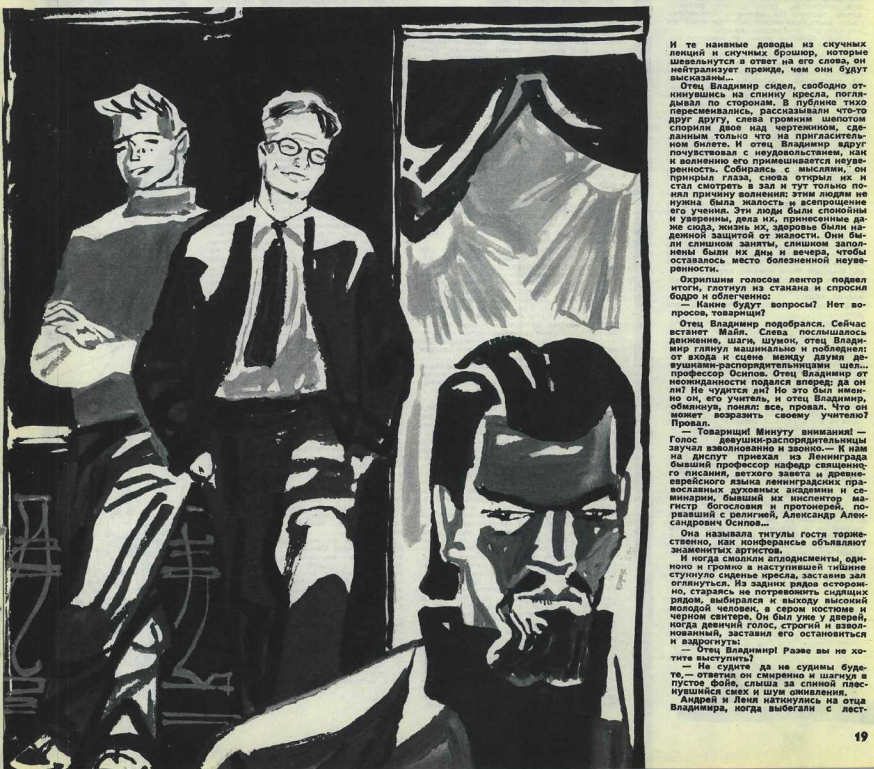 И те наивные доводы из скучных
лекций и скучных брошюр, которые
шевельнутся в ответ на его слова, он
нейтрализует прежде, чем они будут
высказаны...
Отец Владимир сидел, свободно от-
кинувшись на спинку кресла, погля-
дывал по сторонам. В публике тихо
пересмеивались, рассказывали что-то
друг другу, слева громким шепотом
спорили двое над чертежиком, сде-
ланным только что на пригласитель-
ном билете. И отец Владимир вдруг
почувствовал с неудовольствием, как
к волнению его примешивается неуве-
ренность. Собираясь с мыслями, он
прикрыл глаза, снова открыл их и
стал смотреть в зал и тут только по-
нял причину волнения: этим людям не
нужна была жалость и всепрощение
его учения. Эти люди были спокойны
и уверенны, дела их, принесенные да-
же сюда, жизнь их, здоровье были на-
дежной защитой от жалости. Они бы-
ли слишком заняты, слишком запол-
нены были их дни и вечера, чтобы
оставалось место болезненной неуве-
ренности.
Охрипшим голосом лектор подвел
итоги, глотнул из стакана и спросил
бодро и облегченно:
— Какие будут вопросы? Нет во-
просов, товарищи?
Отец Владимир подобрался. Сейчас
встанет Майя. Слева послышалось
движение, шаги, шумок, отец Влади-
мир глянул машинально и побледнел:
от входа к сцене между двумя де-
вушками-распорядительницами шел...
профессор Осипов. Отец Владимир от
неожиданности подался вперед: да он
ли? Не чудится ли? Но это был имен-
но он, его учитель, и отец Владимир,
обмякнув, понял: все, провал. Что он
может возразить своему учителю?
Провал.
— Товарищи! Минуту внимания! —
Голос девушки-распорядительницы
звучал взволнованно и звонко.— К нам
на диспут приехал из Ленинграда
бывший профессор кафедр священно-
го писания, ветхого завета и древне-
еврейского языка ленинградских пра-
вославных духовных академии и се-
минарии, бывший их инспектор ма-
гистр богословия и протоиерей, по-
рвавший с религией, Александр Алек-
сандрович Осипов...
Она называла титулы гостя торже-
ственно, как конферансье объявляют
знаменитых артистов.
И когда смолкли аплодисменты, оди-
ноко и громко в наступившей тишине
стукнуло сиденье кресла, заставив зал
оглянуться. Из задних рядов осторож-
но, стараясь не потревожить сидящих
рядом, выбирался к выходу высокий
молодой человек, в сером костюме и
черном свитере. Он был уже у дверей,
когда девичий голос, строгий и взвол-
нованный, заставил его остановиться
и вздрогнуть:
— Отец Владимир! Разве вы не хо-
тите выступить?
— Не судите да не судимы буде-
те,— ответил он смиренно и шагнул в
пустое фойе, слыша за спиной плес-
нувшийся смех и шум оживления.
Андрей и Леня наткнулись на отца
Владимира, когда выбегали с лест-
19